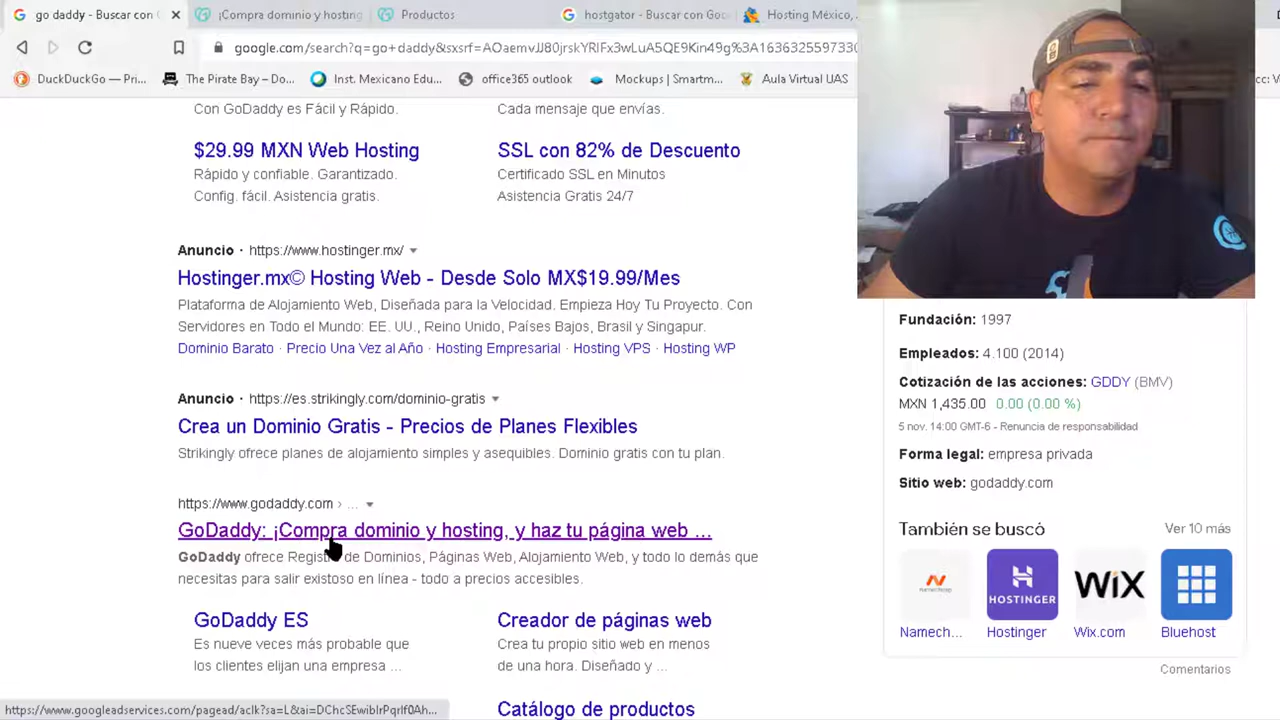 go daddy - Buscar con G
¡Compra dominio y hosting
Productos
hostgator - Buscar con Goo
Hosting México,
google.com/search?q=go+daddy&sxsrf=AOaemvJJ80jrskYRlFx3wLuA5QE9Kin49g%3A1636325597330
DuckDuckGo — Pri...
The Pirate Bay – Do...
Inst. Mexicano Edu...
office365 outlook
Mockups | Smartm...
Aula Virtual UAS
Con GoDaddy es Fácil y Rápido.
Cada mensaje que envías.
$29.99 MXN Web Hosting
Rápido y confiable. Garantizado.
Config. fácil. Asistencia gratis.
SSL con 82% de Descuento
Certificado SSL en Minutos
Asistencia Gratis 24/7
Anuncio · https://www.hostinger.mx/
Hostinger.mx© Hosting Web - Desde Solo MX$19.99/Mes
Plataforma de Alojamiento Web, Diseñada para la Velocidad. Empieza Hoy Tu Proyecto. Con
Servidores en Todo el Mundo: EE. UU., Reino Unido, Países Bajos, Brasil y Singapur.
Dominio Barato · Precio Una Vez al Año · Hosting Empresarial · Hosting VPS · Hosting WP
Anuncio · https://es.strikingly.com/dominio-gratis
Crea un Dominio Gratis - Precios de Planes Flexibles
Strikingly ofrece planes de alojamiento simples y asequibles. Dominio gratis con tu plan.
https://www.godaddy.com › ...
GoDaddy: ¡Compra dominio y hosting, y haz tu página web ...
GoDaddy ofrece Registro de Dominios, Páginas Web, Alojamiento Web, y todo lo demás que
necesitas para salir existoso en línea - todo a precios accesibles.
GoDaddy ES
Es nueve veces más probable que
los clientes elijan una empresa ...
Creador de páginas web
Crea tu propio sitio web en menos
de una hora. Diseñado y ...
Catálogo de productos
https://www.googleadservices.com/pagead/aclk?sa=L&ai=DChcSEwiblrPqrlf0Ah...
Fundación: 1997
Empleados: 4.100 (2014)
Cotización de las acciones: GDDY (BMV)
MXN 1,435.00 0.00 (0.00 %)
5 nov. 14:00 GMT-6 - Renuncia de responsabilidad
Forma legal: empresa privada
Sitio web: godaddy.com
También se buscó
Ver 10 más
HOSTINGER
WiX
Namech...
Hostinger
Wix.com
Bluehost
Comentarios